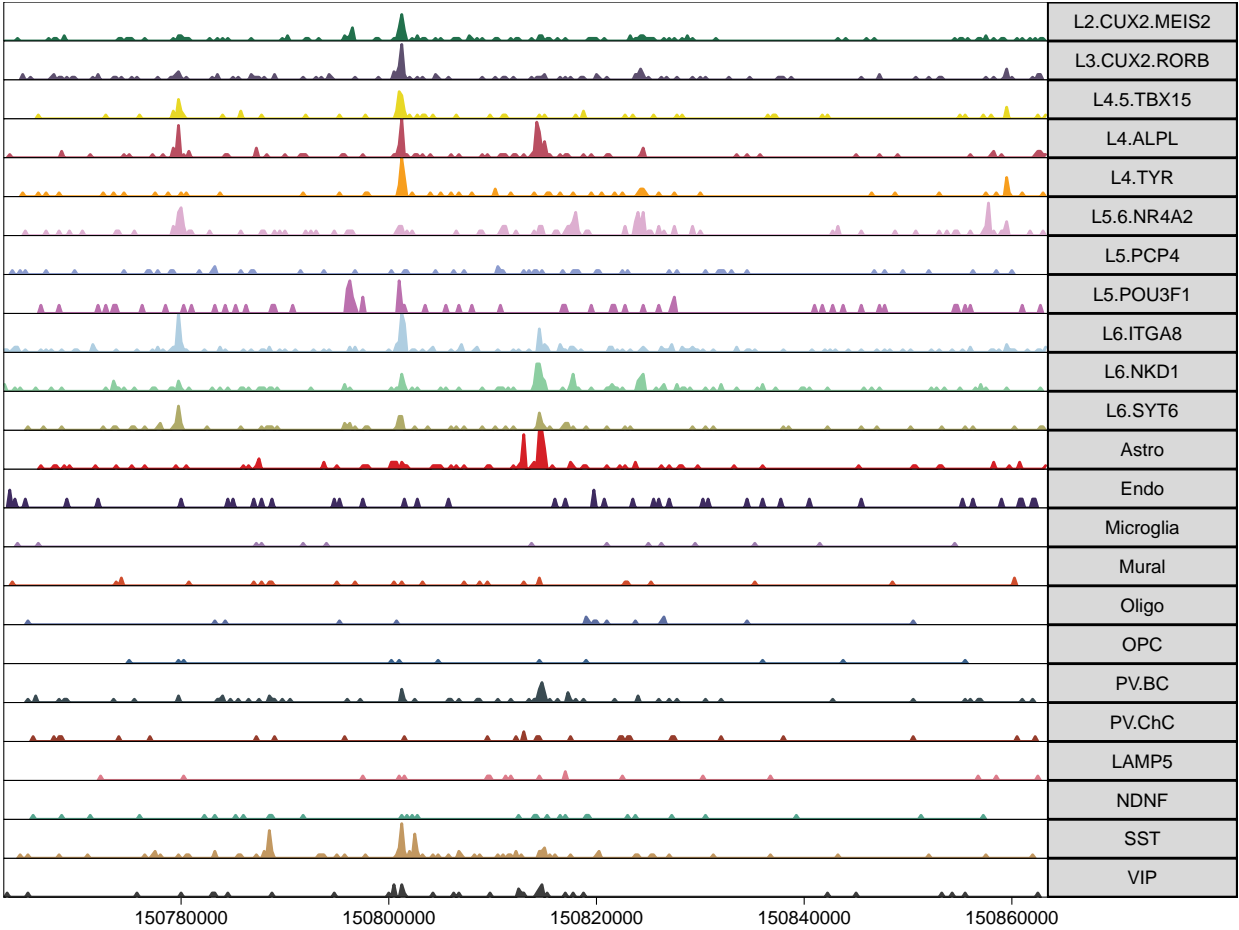 L2.CUX2.MEIS2
L3.CUX2.RORB
L4.5.TBX15
L4.ALPL
L4.TYR
L5.6.NR4A2
L5.PCP4
L5.POU3F1
L6.ITGA8
L6.NKD1
L6.SYT6
Astro
Endo
Microglia
Mural
Oligo
OPC
PV.BC
PV.ChC
LAMP5
NDNF
SST
VIP
150780000 150800000 150820000 150840000 150860000